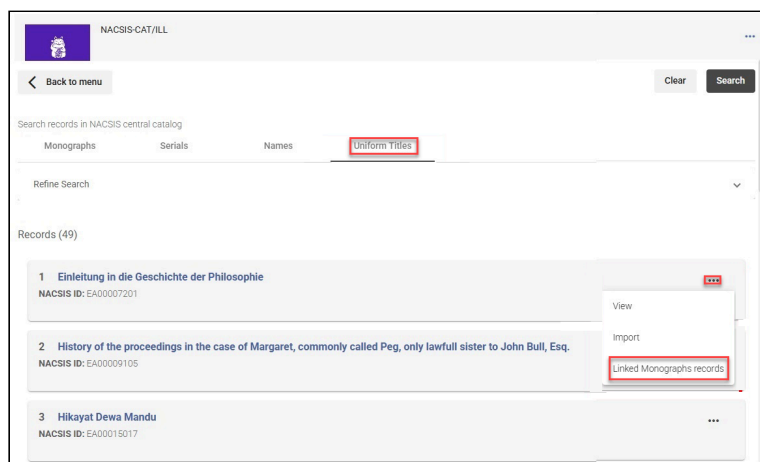 NACSIS-CAT/ILL
Back to menu
Clear
Search
Search records in NACSIS central catalog
Monographs
Serials
Names
Uniform Titles
Refine Search
Records (49)
1 Einleitung in die Geschichte der Philosophie
NACSIS ID: EA00007201
View
Import
Linked Monographs records
2 History of the proceedings in the case of Margaret, commonly called Peg, only lawfull sister to John Bull, Esq.
NACSIS ID: EA00009105
3 Hikayat Dewa Mandu
NACSIS ID: EA00015017